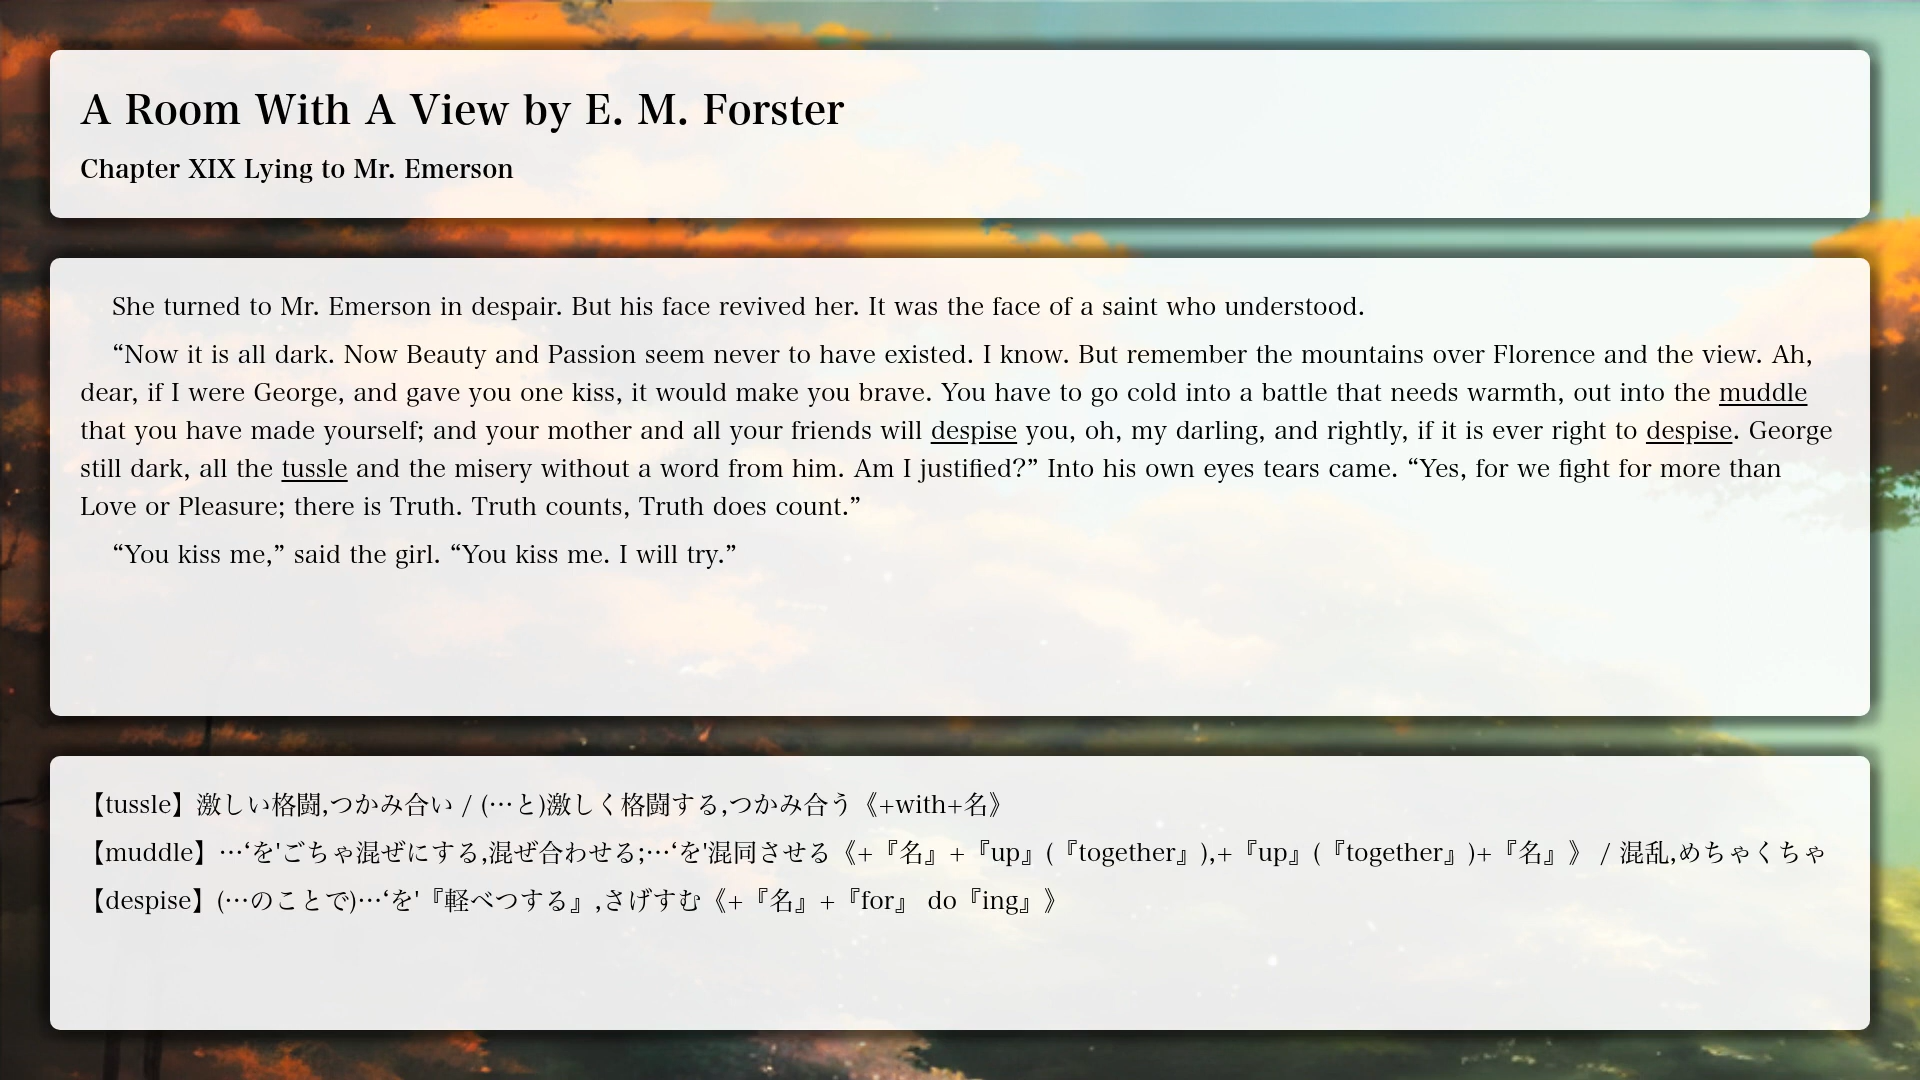 A Room With A View by E. M. Forster
Chapter XIX Lying to Mr. Emerson
She turned to Mr. Emerson in despair. But his face revived her. It was the face of a saint who understood.
“Now it is all dark. Now Beauty and Passion seem never to have existed. I know. But remember the mountains over Florence and the view. Ah,
dear, if I were George, and gave you one kiss, it would make you brave. You have to go cold into a battle that needs warmth, out into the muddle
that you have made yourself; and your mother and all your friends will despise you, oh, my darling, and rightly, if it is ever right to despise. George
still dark, all the tussle and the misery without a word from him. Am I justified?” Into his own eyes tears came. “Yes, for we fight for more than
Love or Pleasure; there is Truth. Truth counts, Truth does count.”
“You kiss me,” said the girl. “You kiss me. I will try.”
【tussle】激しい格闘,つかみ合い / (…と)激しく格闘する,つかみ合う《+with+名》
【muddle】…‘を'ごちゃ混ぜにする,混ぜ合わせる;…‘を'混同させる《+『名』+『up』(『together』),+『up』(『together』)+『名』》 / 混乱,めちゃくちゃ
【despise】(…のことで)…‘を'『軽べつする』,さげすむ《+『名』+『for』 do『ing』》